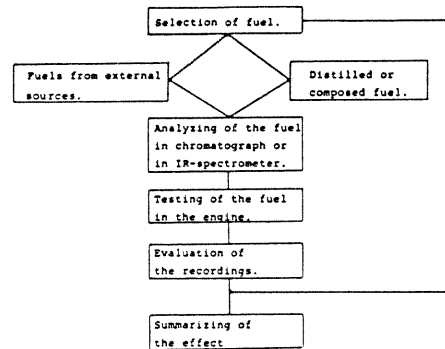 Selection of fuel.
Fuels from external
sources.
Distilled or
composed fuel.
Analyzing of the fuel
in chromatograph or
in IR-spectrometer.
Testing of the fuel
in the engine.
Evaluation of
the recordings.
Summarizing of
the effect